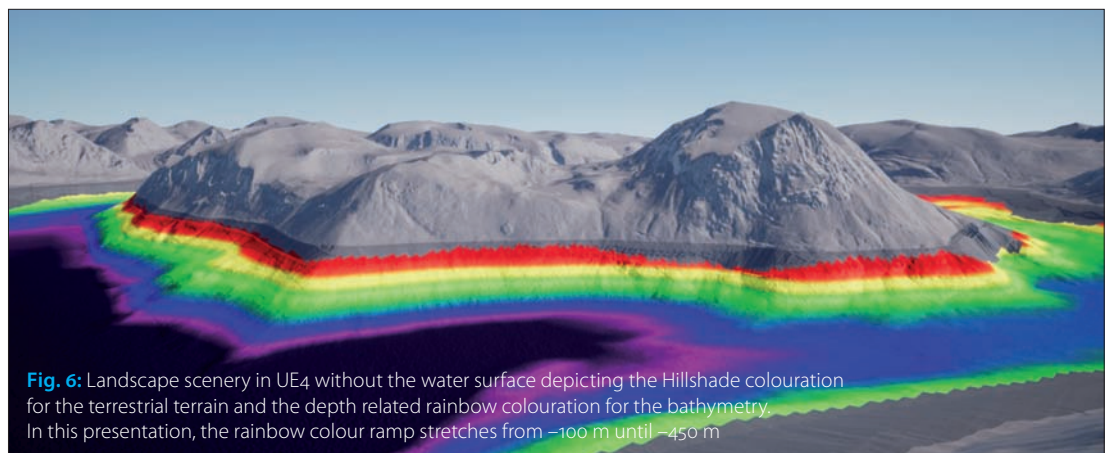 Fig. 6: Landscape scenery in UE4 without the water surface depicting the Hillshade colouration
for the terrestrial terrain and the depth related rainbow colouration for the bathymetry.
In this presentation, the rainbow colour ramp stretches from –100 m until –450 m